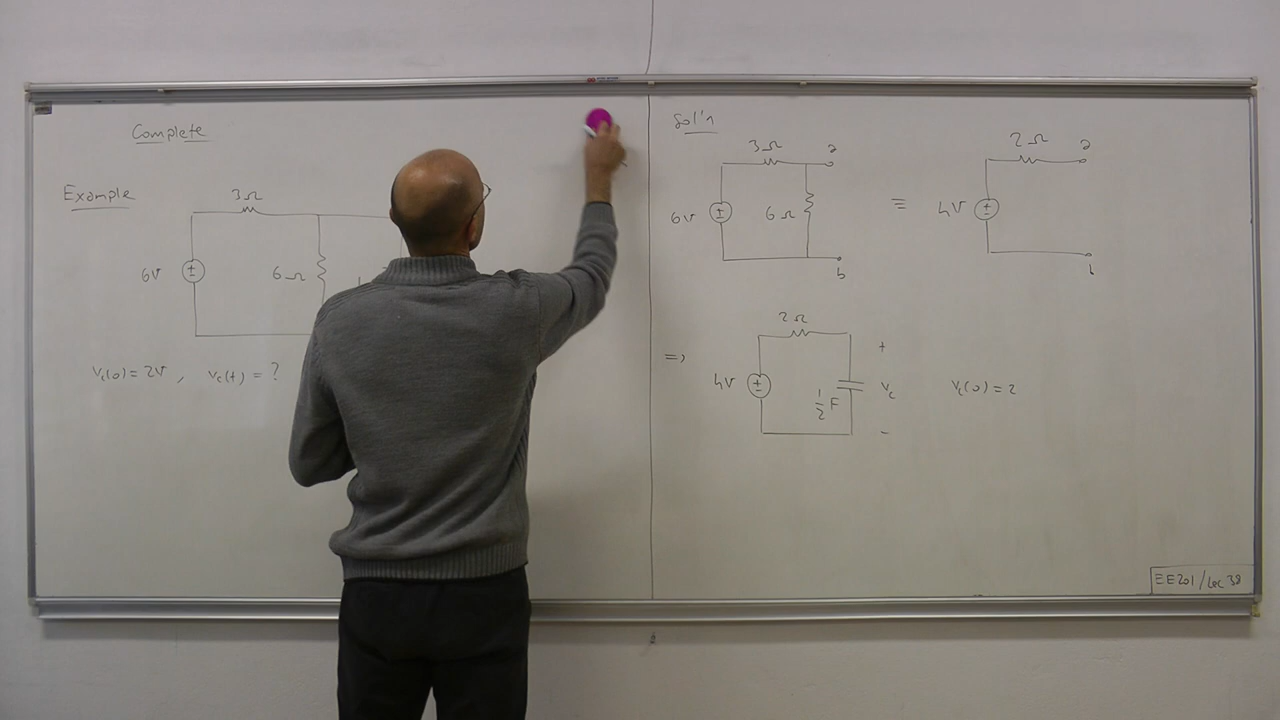 Complete
Example
3Ω
6V
6Ω
Vc(0) = 2V , Vc(t) = ?
Sol'n
3Ω a
6V 6Ω
b
≡
2Ω a
4V
b
=>
2Ω
4V
1/2 F
+
Vc
-
Vc(0) = 2
EE201/Lec 38